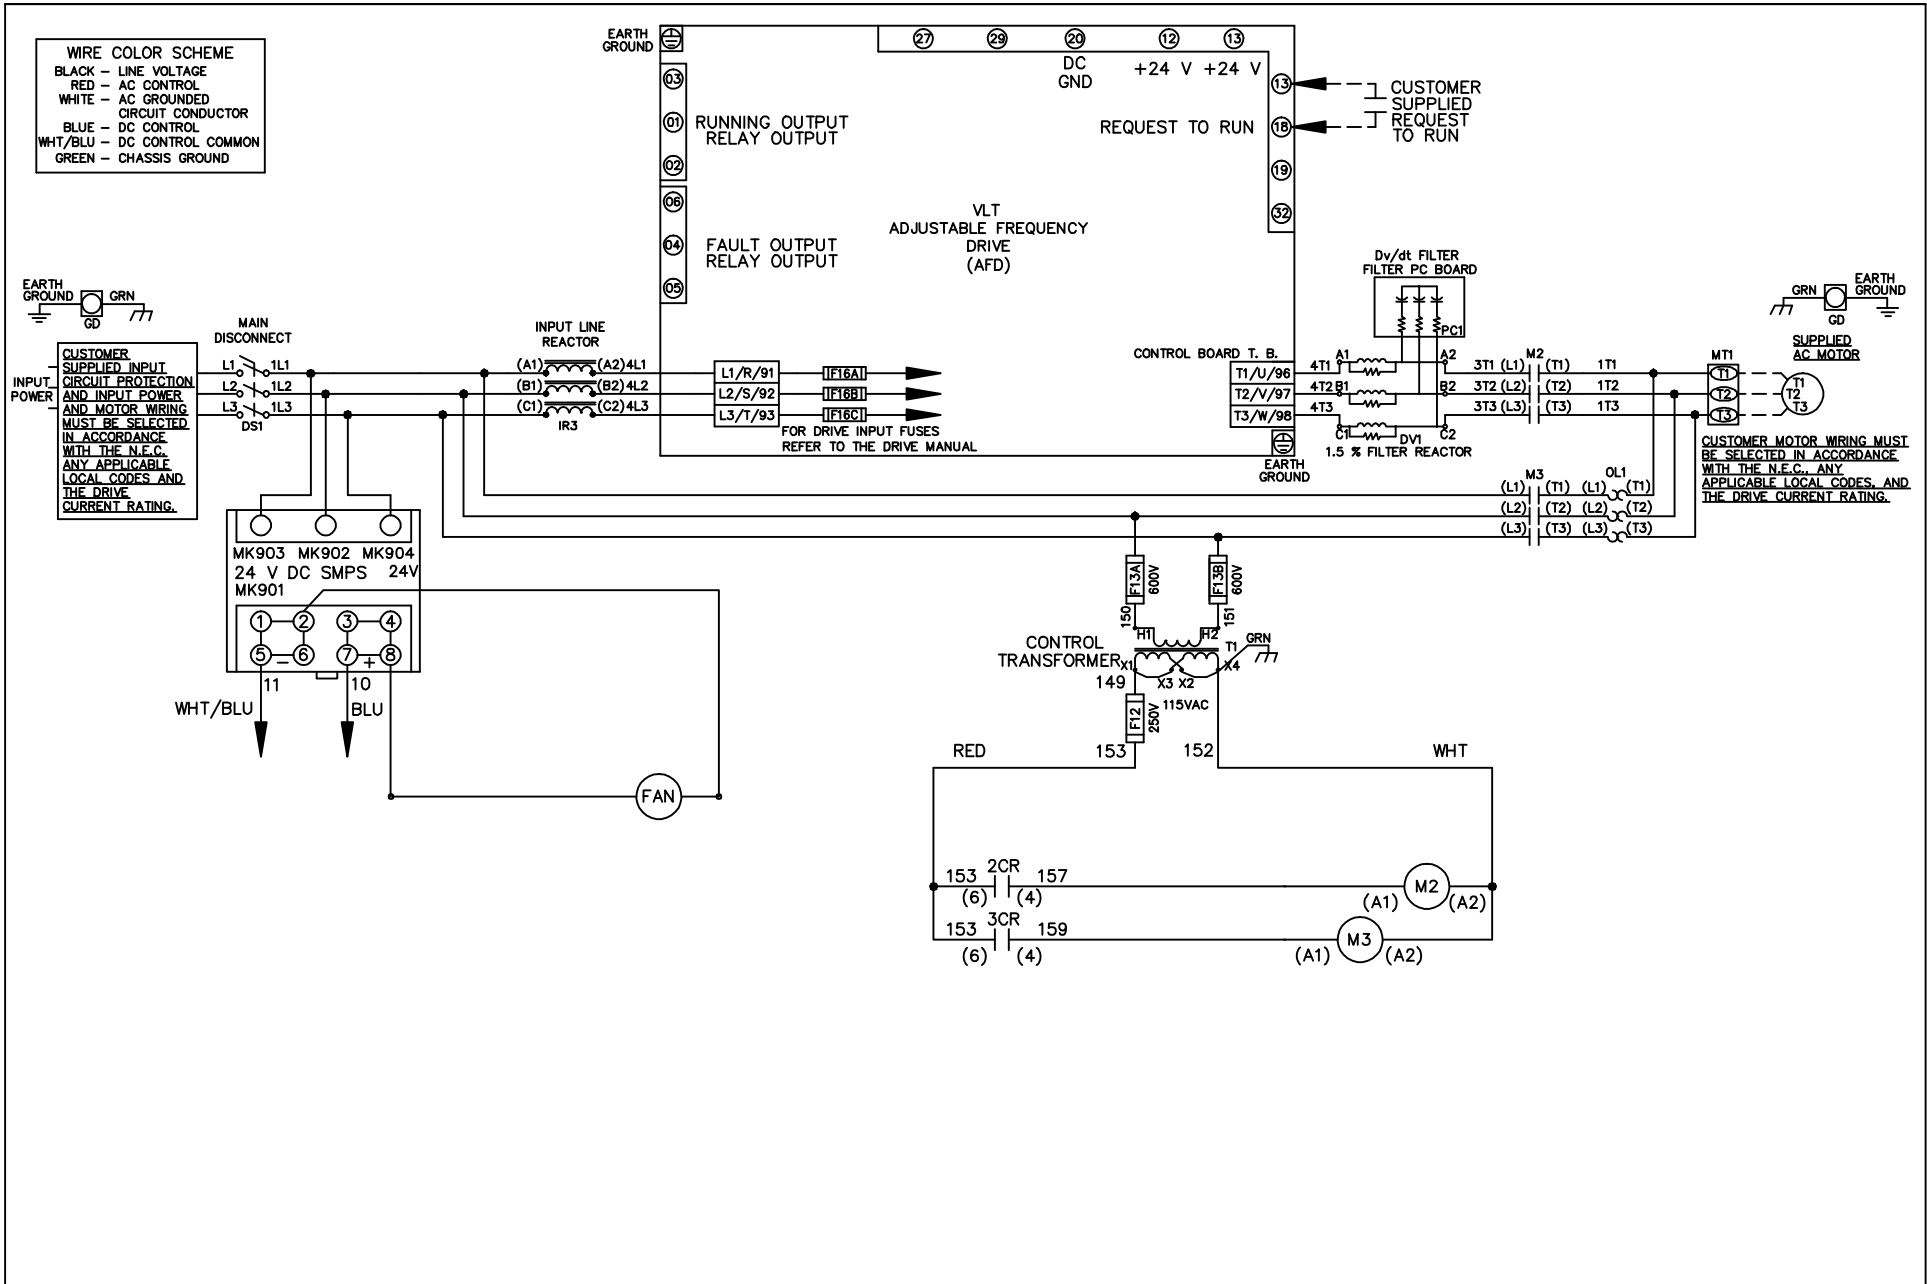 WIRE COLOR SCHEME
BLACK – LINE VOLTAGE
RED – AC CONTROL
WHITE – AC GROUNDED
CIRCUIT CONDUCTOR
BLUE – DC CONTROL
WHT/BLU – DC CONTROL COMMON
GREEN – CHASSIS GROUND
EARTH
GROUND
03
01
02
06
04
05
RUNNING OUTPUT
RELAY OUTPUT
FAULT OUTPUT
RELAY OUTPUT
27
29
20
12
13
DC
GND
+24 V
+24 V
13
18
19
32
REQUEST TO RUN
CUSTOMER
SUPPLIED
REQUEST
TO RUN
VLT
ADJUSTABLE FREQUENCY
DRIVE
(AFD)
Dv/dt FILTER
FILTER PC BOARD
PC1
EARTH
GROUND
GRN
GD
INPUT
POWER
CUSTOMER
SUPPLIED INPUT
CIRCUIT PROTECTION
AND INPUT POWER
AND MOTOR WIRING
MUST BE SELECTED
IN ACCORDANCE
WITH THE N.E.C.
ANY APPLICABLE
LOCAL CODES AND
THE DRIVE
CURRENT RATING.
MAIN
DISCONNECT
L1 1L1
L2 1L2
L3 1L3
DS1
INPUT LINE
REACTOR
(A1) (A2) 4L1
(B1) (B2) 4L2
(C1) (C2) 4L3
IR3
L1/R/91
L2/S/92
L3/T/93
F16A
F16B
F16C
FOR DRIVE INPUT FUSES
REFER TO THE DRIVE MANUAL
CONTROL BOARD T. B.
T1/U/96
T2/V/97
T3/W/98
EARTH
GROUND
4T1 A1 A2
4T2 B1 B2
4T3 C1 C2
DV1
1.5 % FILTER REACTOR
M2
3T1 (L1) (T1) 1T1
3T2 (L2) (T2) 1T2
3T3 (L3) (T3) 1T3
M3
OL1
(L1) (T1) (L1) (T1)
(L2) (T2) (L2) (T2)
(L3) (T3) (L3) (T3)
MT1
T1
T2
T3
GRN
EARTH
GROUND
GD
SUPPLIED
AC MOTOR
T1
T2
T3
CUSTOMER MOTOR WIRING MUST
BE SELECTED IN ACCORDANCE
WITH THE N.E.C., ANY
APPLICABLE LOCAL CODES, AND
THE DRIVE CURRENT RATING.
MK903 MK902 MK904
24 V DC SMPS 24V
MK901
1 2 3 4
5 – 6 7 + 8
11
10
WHT/BLU
BLU
FAN
F13A
600V
150
F13B
600V
151
CONTROL
TRANSFORMER
H1
H2
T1
GRN
X1
X3 X2
X4
149
115VAC
F12
250V
RED
153
152
WHT
2CR
153
157
(6) (4)
M2
(A1) (A2)
3CR
153
159
(6) (4)
M3
(A1) (A2)